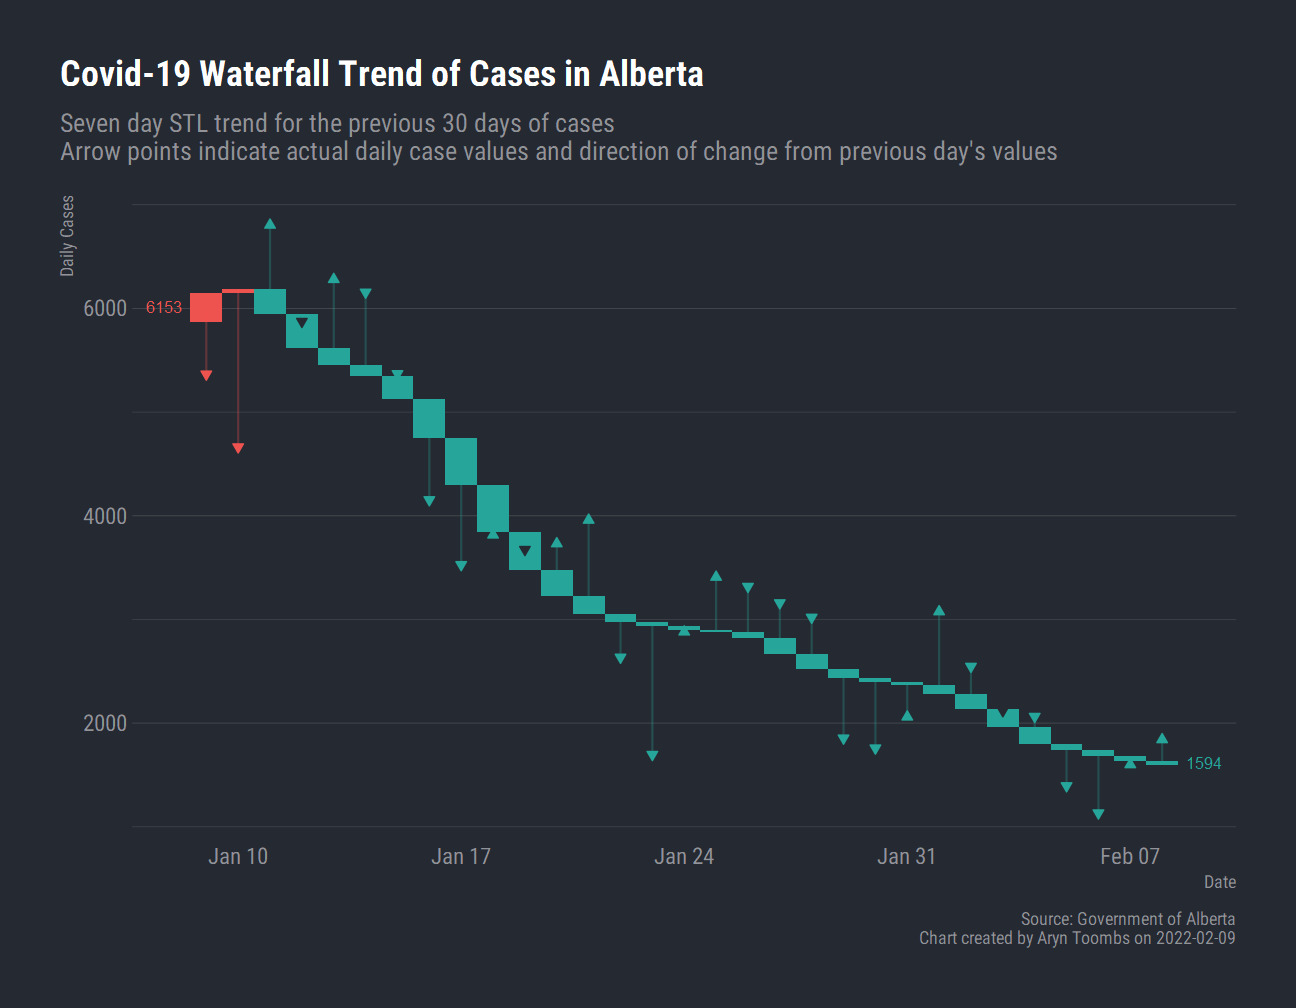 Covid-19 Waterfall Trend of Cases in Alberta
Seven day STL trend for the previous 30 days of cases
Arrow points indicate actual daily case values and direction of change from previous day's values
Daily Cases
6000
6153
4000
2000
1594
Jan 10
Jan 17
Jan 24
Jan 31
Feb 07
Date
Source: Government of Alberta
Chart created by Aryn Toombs on 2022-02-09